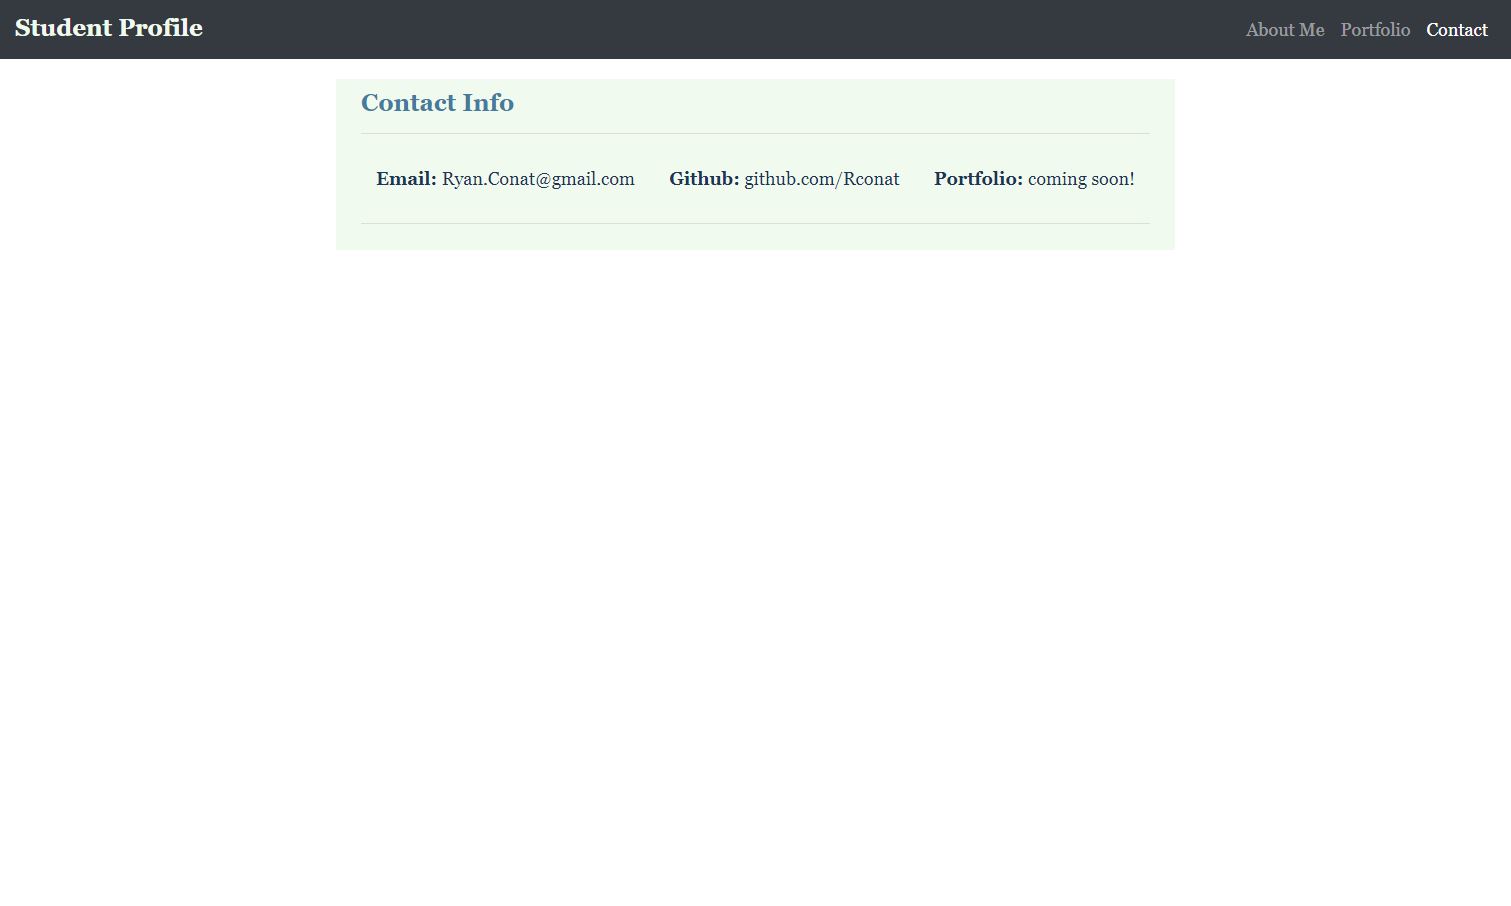 Student Profile
About Me Portfolio Contact
Contact Info
Email: Ryan.Conat@gmail.com Github: github.com/Rconat Portfolio: coming soon!